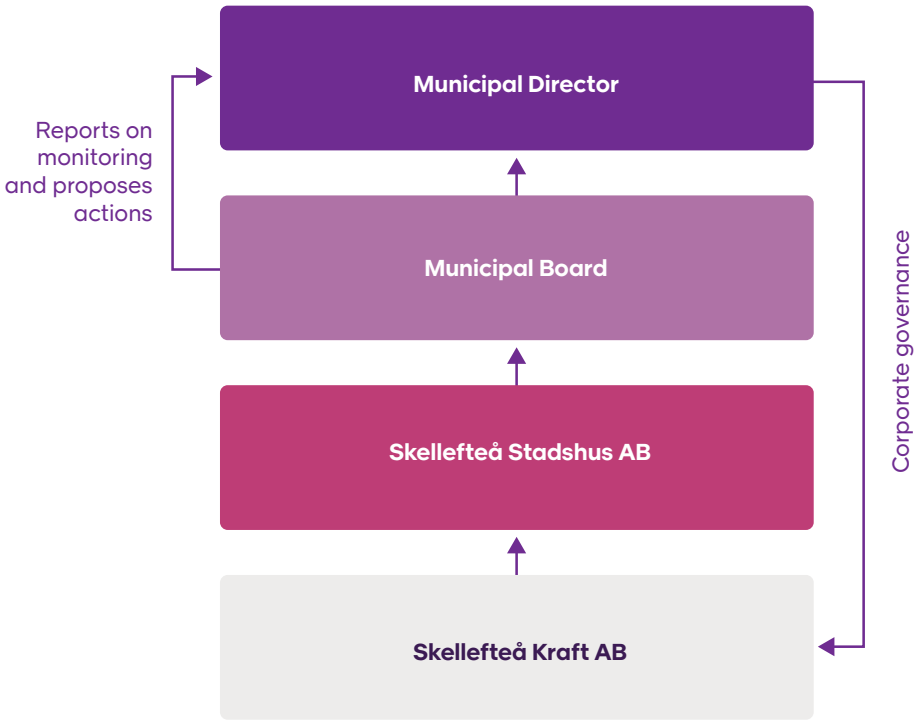 Municipal Director
Reports on
monitoring
and proposes
actions
Municipal Board
Corporate governance
Skellefteå Stadshus AB
Skellefteå Kraft AB